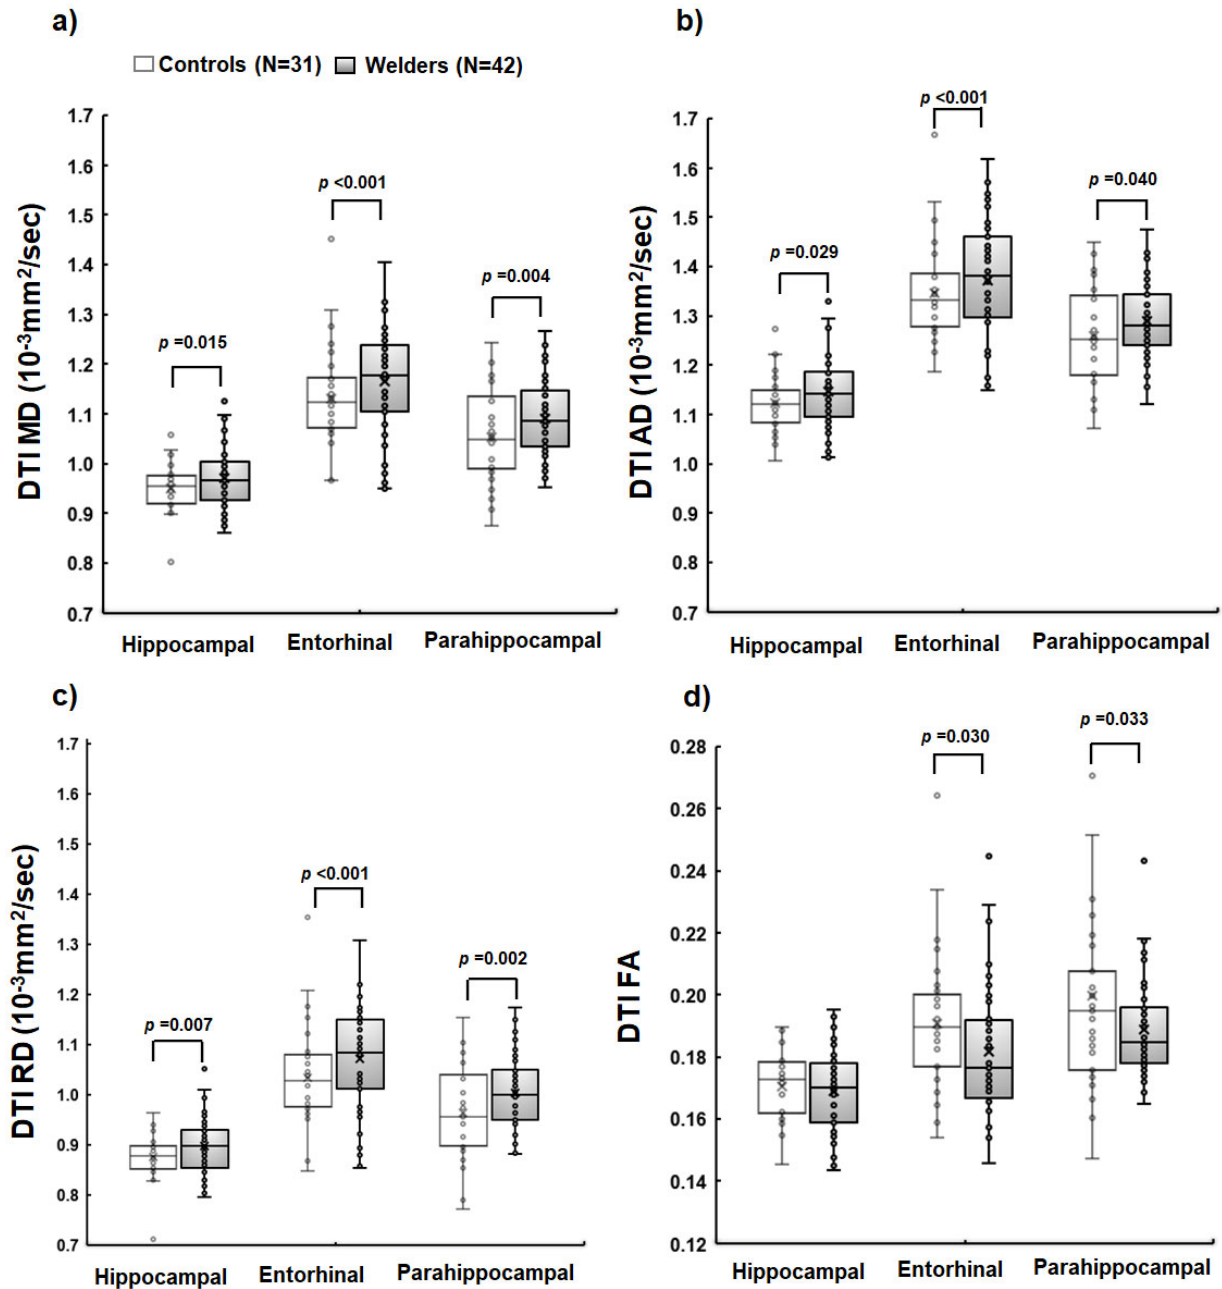 a)
Controls (N=31) Welders (N=42)
DTI MD (10⁻³mm²/sec)
1.7
1.6
1.5
1.4
1.3
1.2
1.1
1.0
0.9
0.8
0.7
p =0.015
p <0.001
p =0.004
Hippocampal Entorhinal Parahippocampal
b)
DTI AD (10⁻³mm²/sec)
1.7
1.6
1.5
1.4
1.3
1.2
1.1
1.0
0.9
0.8
0.7
p =0.029
p <0.001
p =0.040
Hippocampal Entorhinal Parahippocampal
c)
DTI RD (10⁻³mm²/sec)
1.7
1.6
1.5
1.4
1.3
1.2
1.1
1.0
0.9
0.8
0.7
p =0.007
p <0.001
p =0.002
Hippocampal Entorhinal Parahippocampal
d)
DTI FA
0.28
0.26
0.24
0.22
0.20
0.18
0.16
0.14
0.12
p =0.030
p =0.033
Hippocampal Entorhinal Parahippocampal